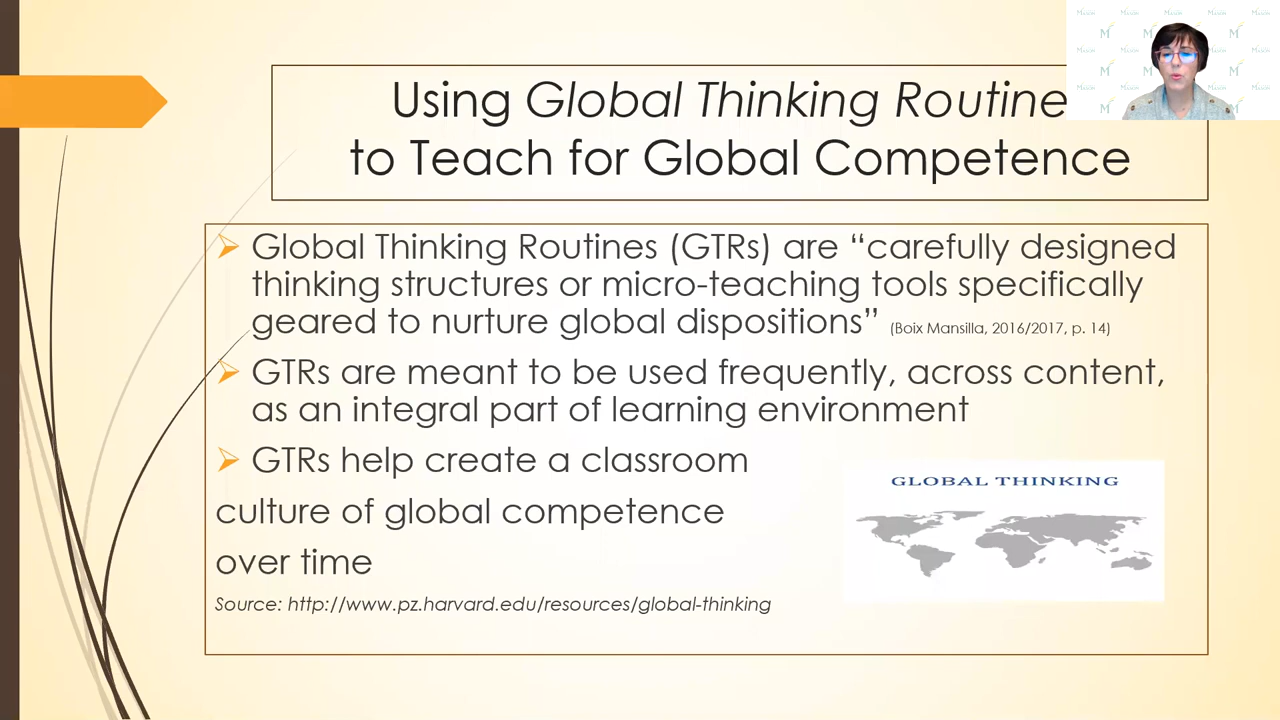 Using Global Thinking Routine
to Teach for Global Competence
Global Thinking Routines (GTRs) are “carefully designed
thinking structures or micro-teaching tools specifically
geared to nurture global dispositions” (Boix Mansilla, 2016/2017, p. 14)
GTRs are meant to be used frequently, across content,
as an integral part of learning environment
GTRs help create a classroom
culture of global competence
over time
Source: http://www.pz.harvard.edu/resources/global-thinking
GLOBAL THINKING